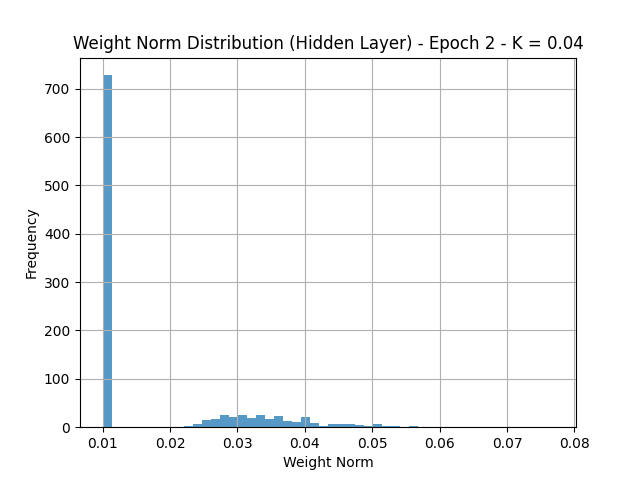 Weight Norm Distribution (Hidden Layer) - Epoch 2 - K = 0.04
700
600
500
400
300
200
100
0
Frequency
0.01 0.02 0.03 0.04 0.05 0.06 0.07 0.08
Weight Norm